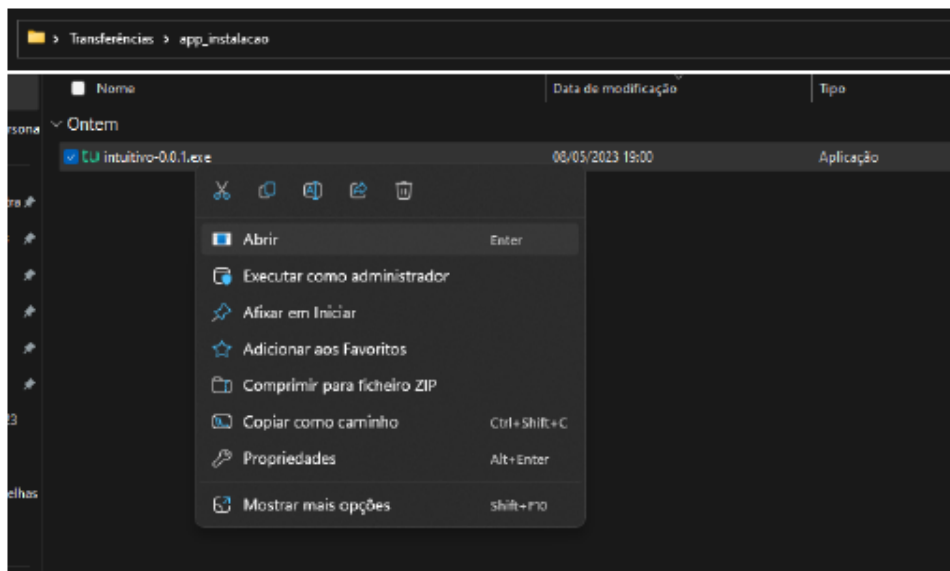 Transferências > app_instalacao
Nome Data de modificação Tipo
Ontem
intuitivo-0.0.1.exe 08/05/2023 19:00 Aplicação
Abrir Enter
Executar como administrador
Afixar em Iniciar
Adicionar aos Favoritos
Comprimir para ficheiro ZIP
Copiar como caminho Ctrl+Shift+C
Propriedades Alt+Enter
Mostrar mais opções Shift+F10
rsona
elhas